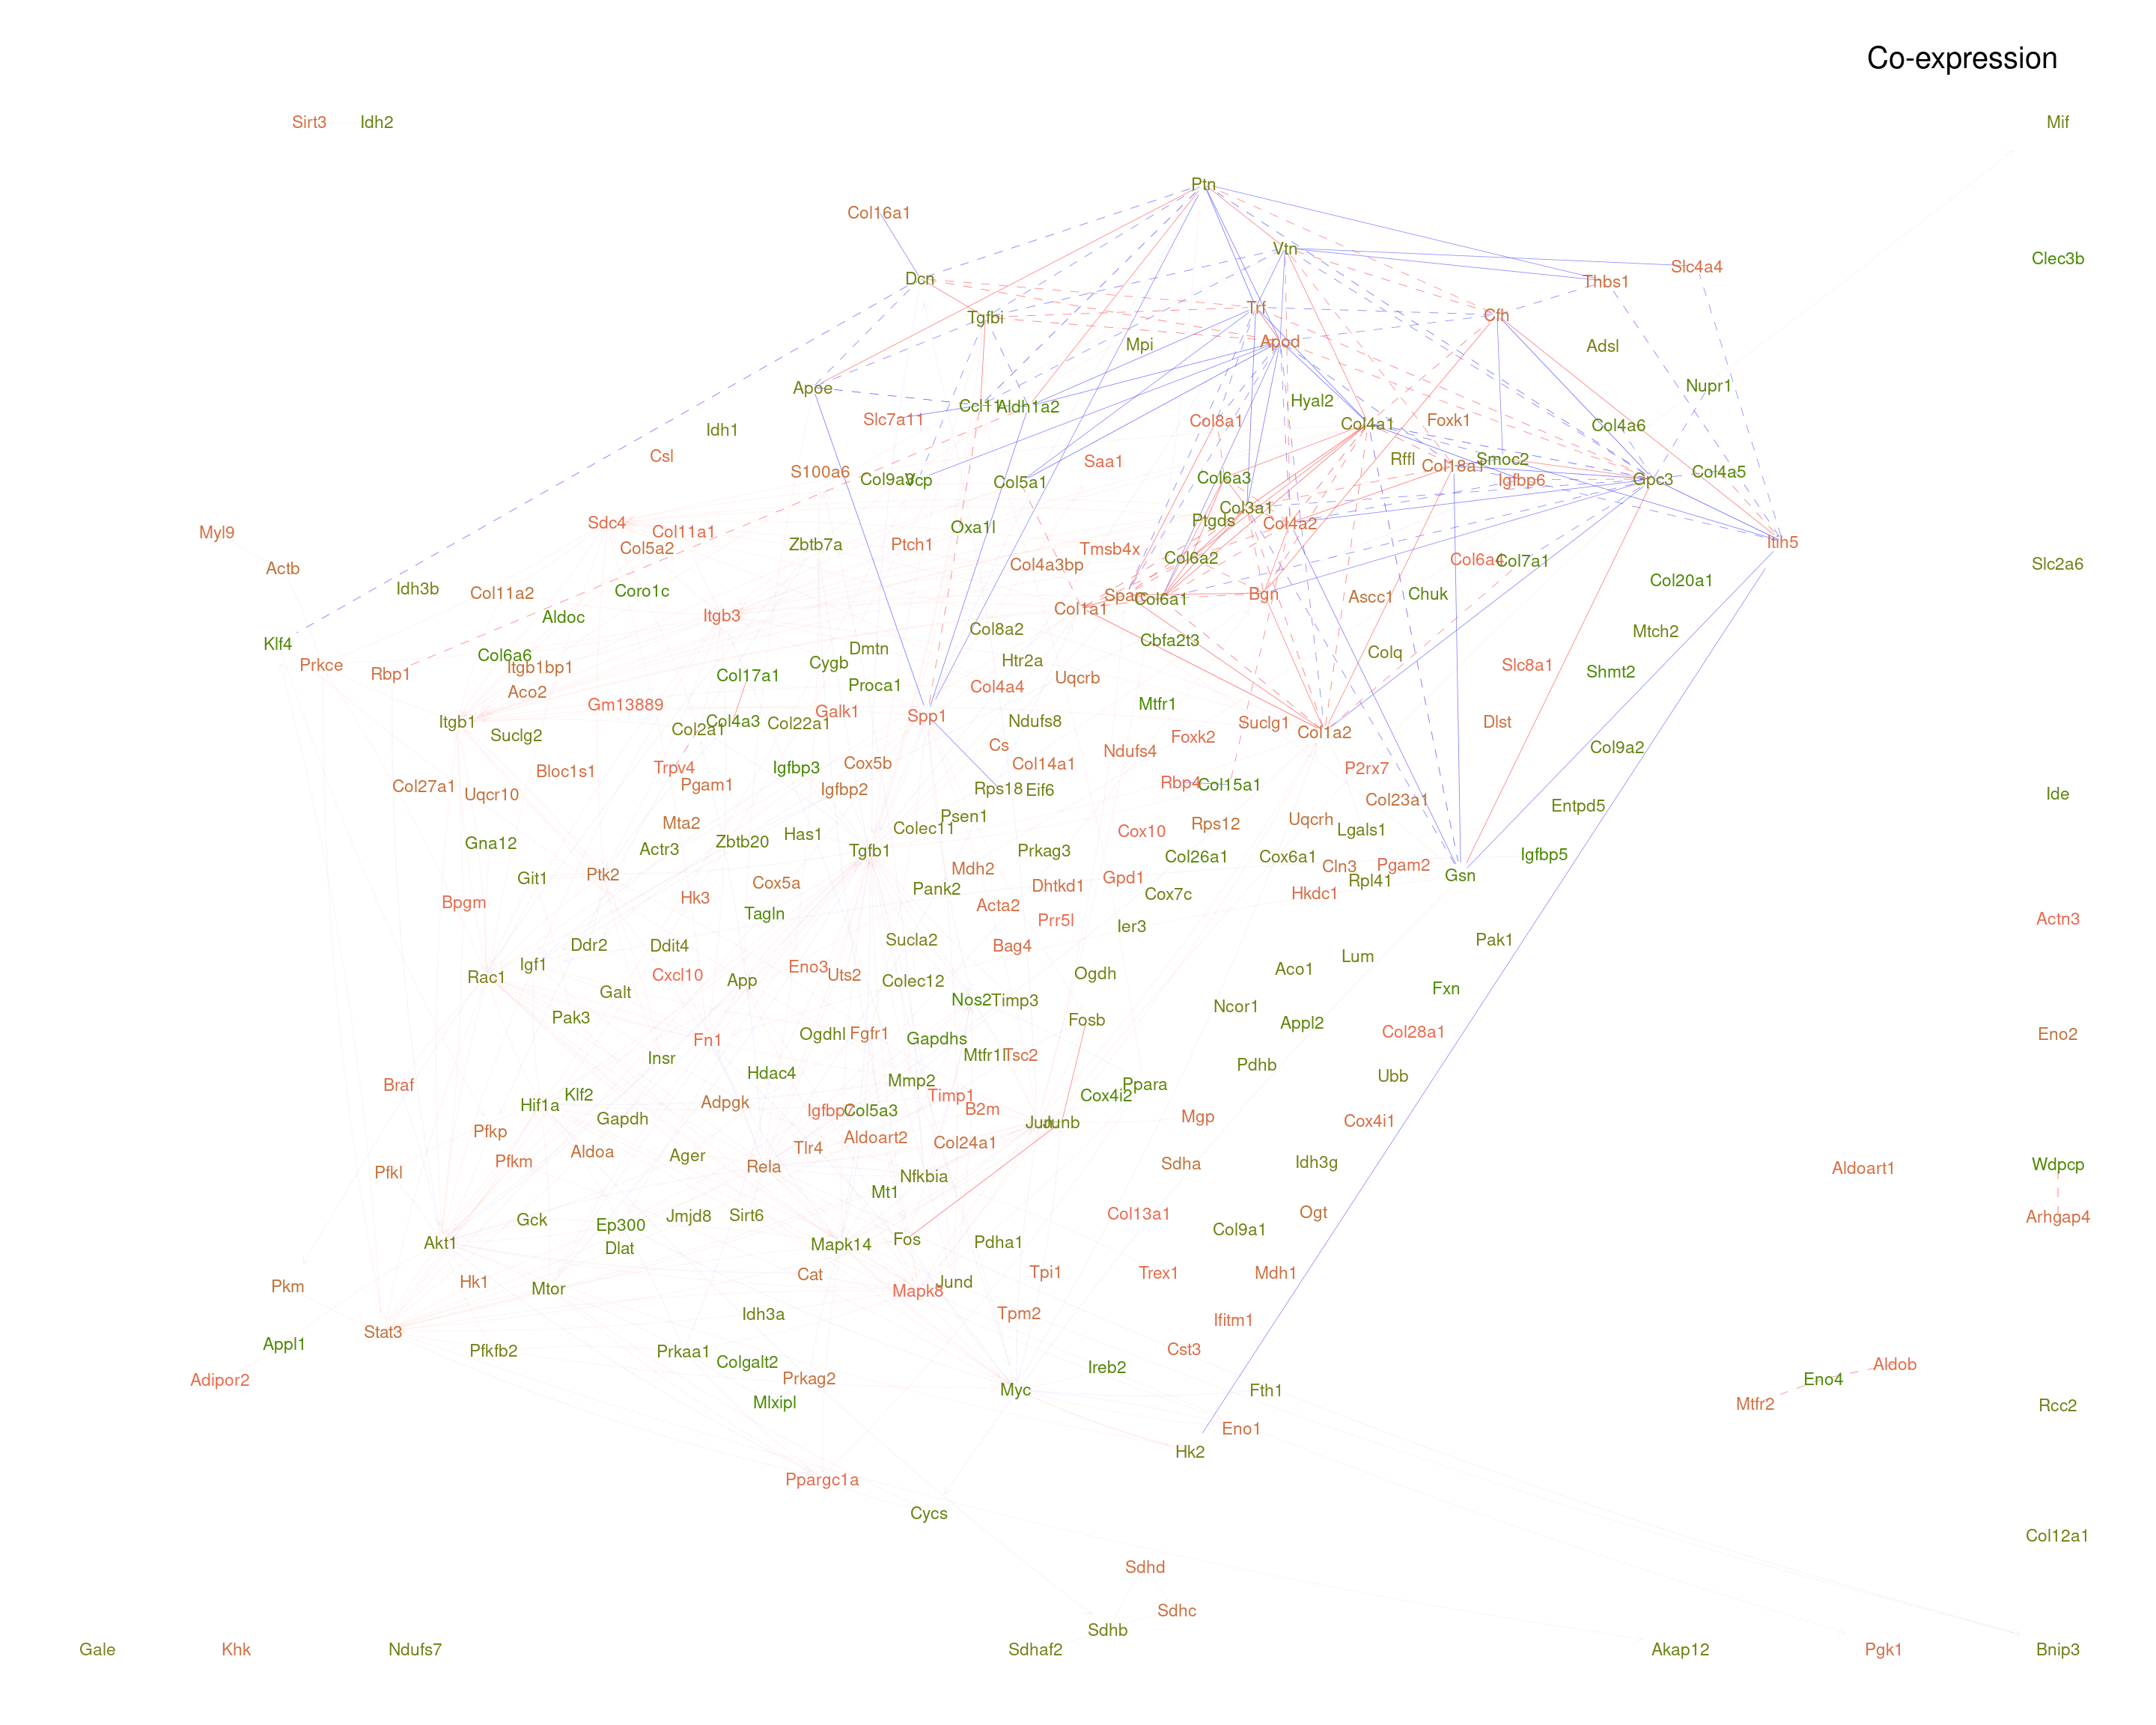 Co-expression
Sirt3 Idh2 Mif
Ptn
Col16a1
Vtn
Clec3b
Slc4a4
Dcn Thbs1
Trf
Tgfbi Cfh
Mpi Apod Adsl
Apoe Nupr1
Ccl11 Aldh1a2 Hyal2
Slc7a11 Col8a1 Col4a1 Foxk1 Col4a6
Idh1
Csl Saa1 Rffl Col18a1 Smoc2
S100a6 Col9a3 Vcp Col5a1 Col6a3 Igfbp6 Gpc3 Col4a5
Col3a1
Sdc4 Ptgds Col4a2
Myl9 Col11a1 Oxa1l
Col5a2 Zbtb7a Ptch1 Tmsb4x Itih5
Actb Col4a3bp Col6a2 Col6a4 Col7a1 Slc2a6
Idh3b Col11a2 Coro1c Col20a1
Sparc Col6a1 Bgn Ascc1 Chuk
Aldoc Itgb3 Col1a1
Klf4 Col8a2 Cbfa2t3 Mtch2
Prkce Col6a6 Itgb1bp1 Cygb Dmtn Htr2a Colq Slc8a1
Rbp1 Aco2 Col17a1 Proca1 Col4a4 Uqcrb Shmt2
Gm13889 Galk1 Mtfr1
Itgb1 Col2a1 Col4a3 Col22a1 Spp1 Ndufs8 Suclg1 Dlst
Suclg2 Cs Foxk2 Col1a2
Bloc1s1 Trpv4 Igfbp3 Cox5b Col14a1 Ndufs4 Col9a2
Col27a1 Uqcr10 Pgam1 Igfbp2 Rps18 Eif6 Rbp4 Col15a1 P2rx7
Col23a1 Entpd5 Ide
Mta2 Zbtb20 Has1 Colec11 Psen1 Cox10 Rps12 Uqcrh Lgals1
Gna12 Actr3 Tgfb1 Prkag3 Col26a1 Cox6a1 Igfbp5
Git1 Ptk2 Cox5a Mdh2 Gpd1 Cln3 Pgam2 Gsn
Bpgm Hk3 Pank2 Dhtkd1 Cox7c Hkdc1 Rpl41
Tagln Acta2 Prr5l Ier3 Actn3
Ddr2 Ddit4 Sucla2 Bag4 Pak1
Rac1 Igf1 Cxcl10 App Eno3 Uts2 Colec12 Ogdh Aco1 Lum
Galt Nos2 Timp3 Fxn
Pak3 Fosb Ncor1
Fn1 Ogdhl Fgfr1 Gapdhs Appl2 Col28a1 Eno2
Insr Mtfr1l Tsc2 Pdhb
Braf Hdac4 Mmp2 Ppara Ubb
Hif1a Klf2 Adpgk Igfbp7 Col5a3 Timp1 B2m Cox4i2
Gapdh Jun Junb Mgp Cox4i1
Pfkp Aldoart2 Col24a1
Pfkl Pfkm Aldoa Ager Rela Tlr4 Nfkbia Sdha Idh3g Aldoart1 Wdpcp
Mt1
Gck Ep300 Jmjd8 Sirt6 Col13a1 Ogt Arhgap4
Akt1 Dlat Mapk14 Fos Pdha1 Col9a1
Pkm Hk1 Mtor Cat Mapk8 Jund Tpi1 Trex1 Mdh1
Stat3 Idh3a Tpm2 Ifitm1
Appl1 Pfkfb2 Prkaa1 Colgalt2 Cst3
Adipor2 Prkag2 Ireb2 Eno4 Aldob
Mlxipl Myc Fth1 Mtfr2 Rcc2
Eno1
Hk2
Ppargc1a
Cycs
Col12a1
Sdhd
Sdhc
Sdhb
Gale Khk Ndufs7 Sdhaf2 Akap12 Pgk1 Bnip3